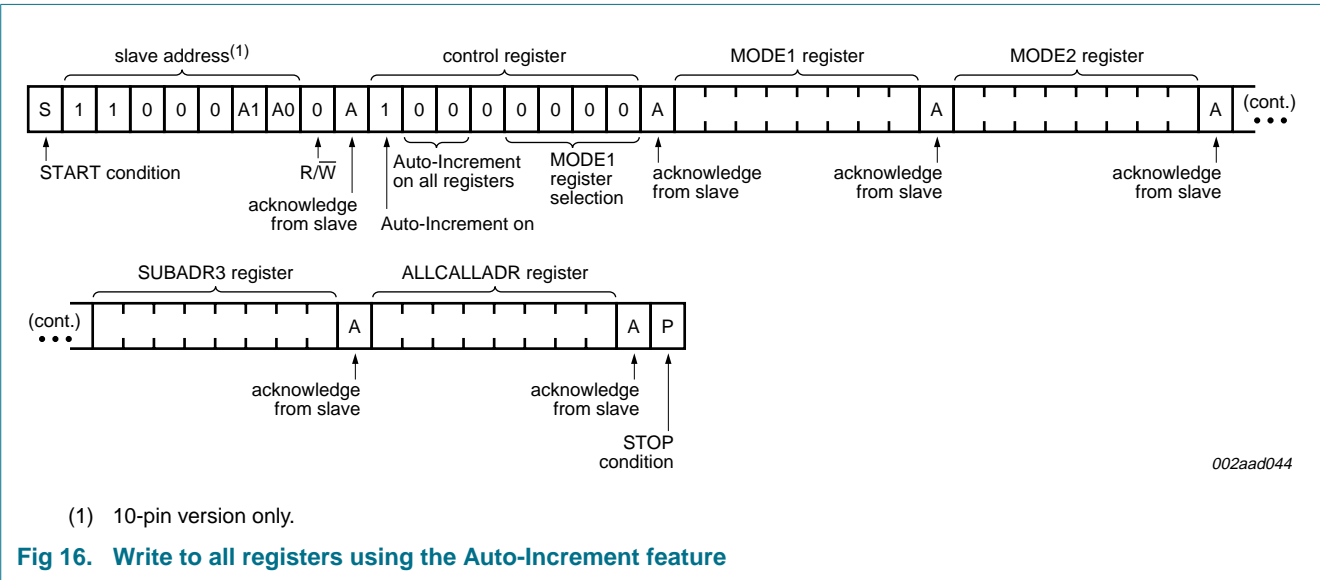 slave address(1) control register MODE1 register MODE2 register
S 1 1 0 0 0 A1 A0 0 A 1 0 0 0 0 0 0 0 A A A (cont.)
START condition R/W Auto-Increment on all registers MODE1 register selection acknowledge from slave acknowledge from slave acknowledge from slave
acknowledge from slave Auto-Increment on
SUBADR3 register ALLCALLADR register
(cont.) A A P
acknowledge from slave acknowledge from slave
STOP condition
002aad044
(1) 10-pin version only.
Fig 16. Write to all registers using the Auto-Increment feature